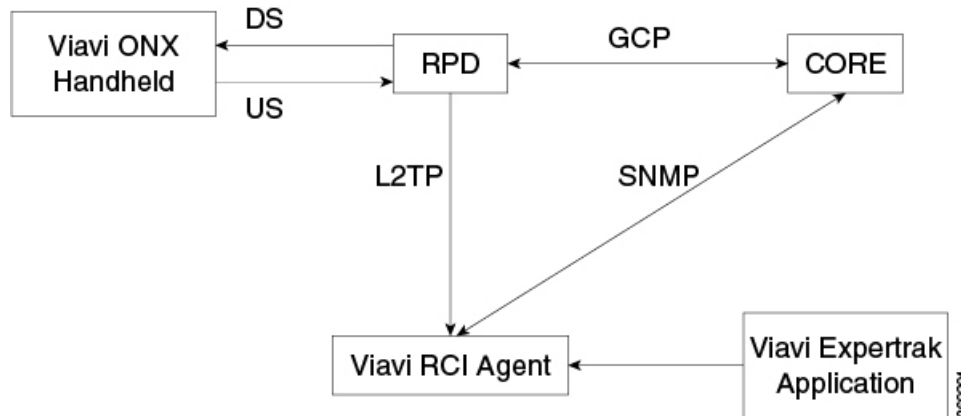 DS
Viavi ONX
Handheld
US
RPD
GCP
CORE
L2TP
SNMP
Viavi RCI Agent
Viavi Expertrak
Application